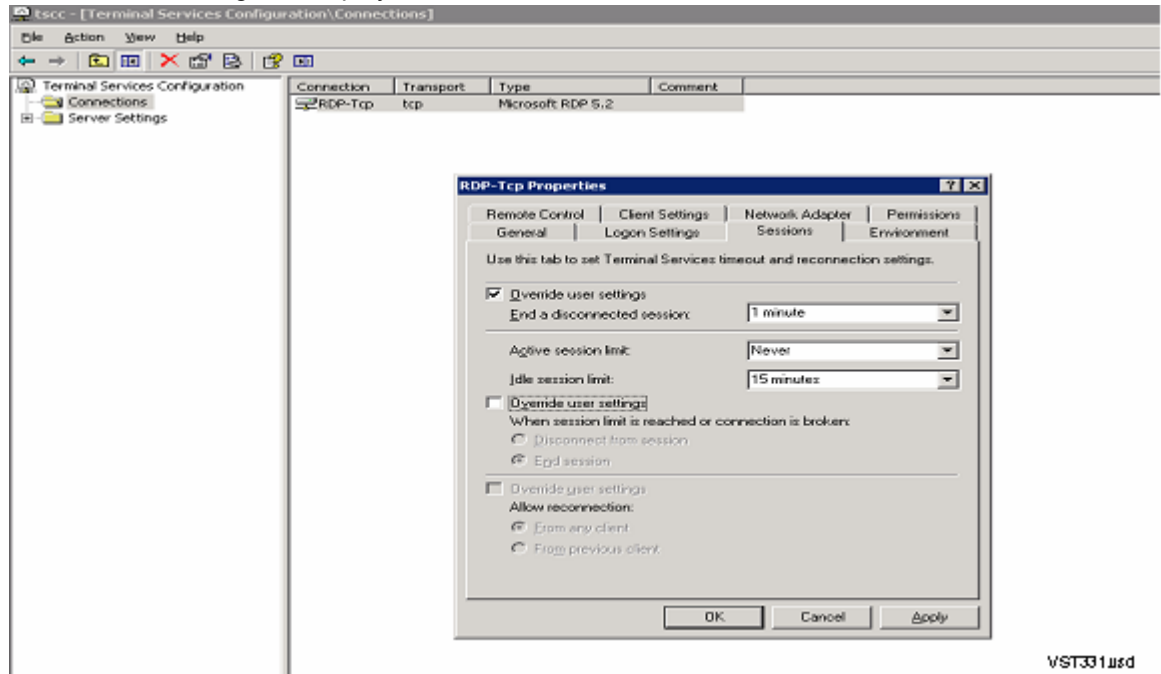 tscc - [Terminal Services Configuration\Connections]
File Action View Help
Terminal Services Configuration
Connections
Server Settings
Connection Transport Type Comment
RDP-Tcp tcp Microsoft RDP 5.2
RDP-Tcp Properties
Remote Control Client Settings Network Adapter Permissions
General Logon Settings Sessions Environment
Use this tab to set Terminal Services timeout and reconnection settings.
Override user settings
End a disconnected session: 1 minute
Active session limit: Never
Idle session limit: 15 minutes
Override user settings
When session limit is reached or connection is broken:
Disconnect from session
End session
Override user settings
Allow reconnection:
From any client
From previous client
OK Cancel Apply
VST331.vsd